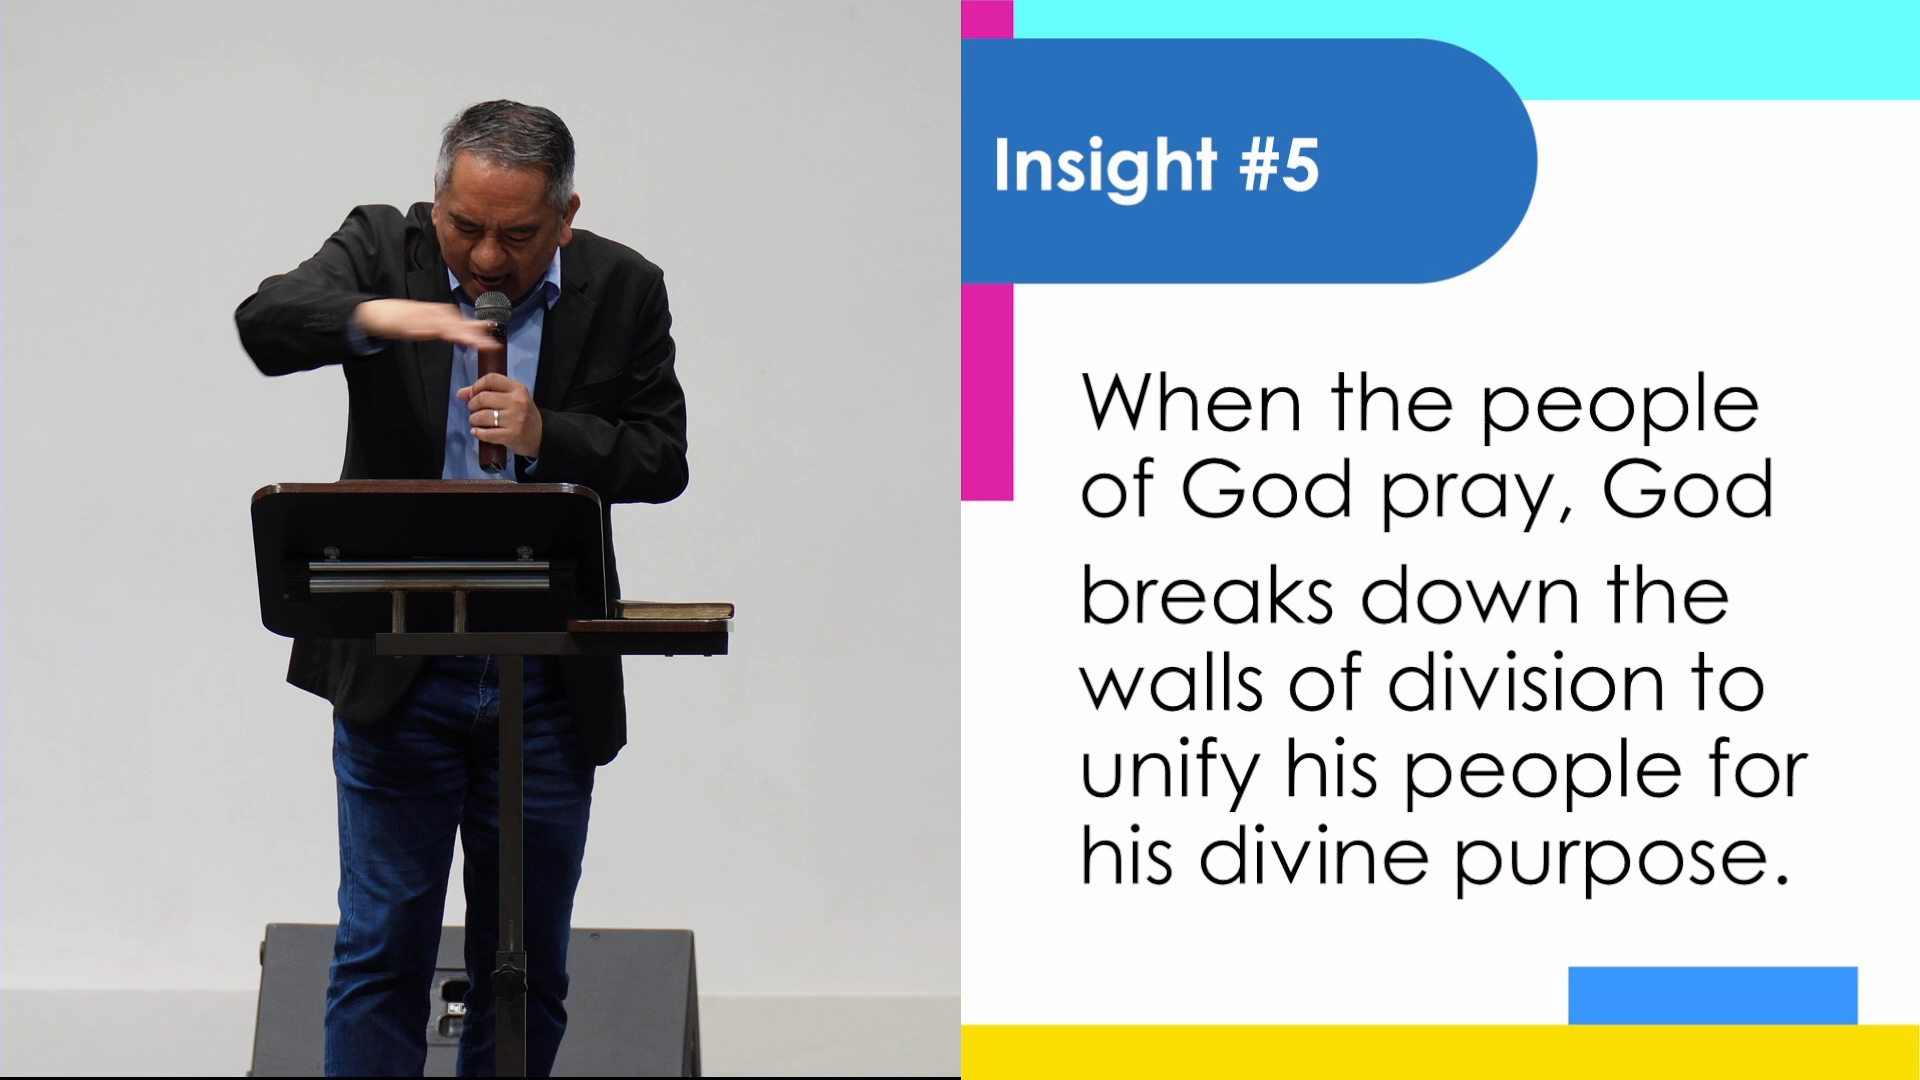 Insight #5
When the people
of God pray, God
breaks down the
walls of division to
unify his people for
his divine purpose.